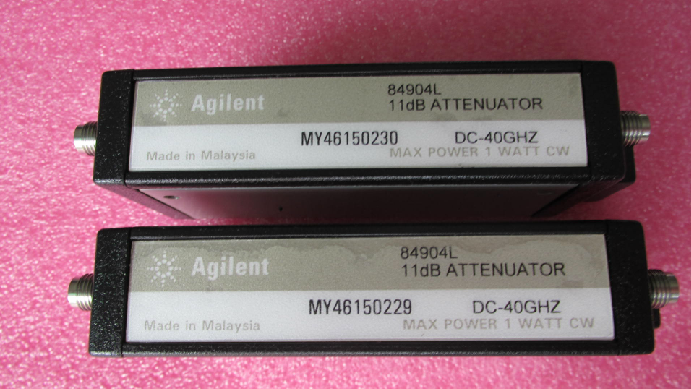 Agilent
84904L
11dB ATTENUATOR
MY46150230 DC-40GHZ
Made in Malaysia MAX POWER 1 WATT CW
Agilent
84904L
11dB ATTENUATOR
MY46150229 DC-40GHZ
Made in Malaysia MAX POWER 1 WATT CW